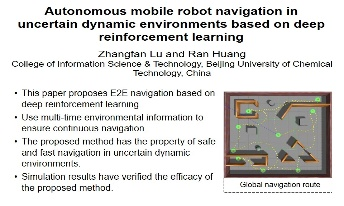 Autonomous mobile robot navigation in
uncertain dynamic environments based on deep
reinforcement learning
Zhangfan Lu and Ran Huang
College of Information Science & Technology, Beijing University of Chemical
Technology, China
• This paper proposes E2E navigation based on
deep reinforcement learning
• Use multi-time environmental information to
ensure continuous navigation
• The proposed method has the property of safe
and fast navigation in uncertain dynamic
environments.
• Simulation results have verified the efficacy of
the proposed method.
Global navigation route